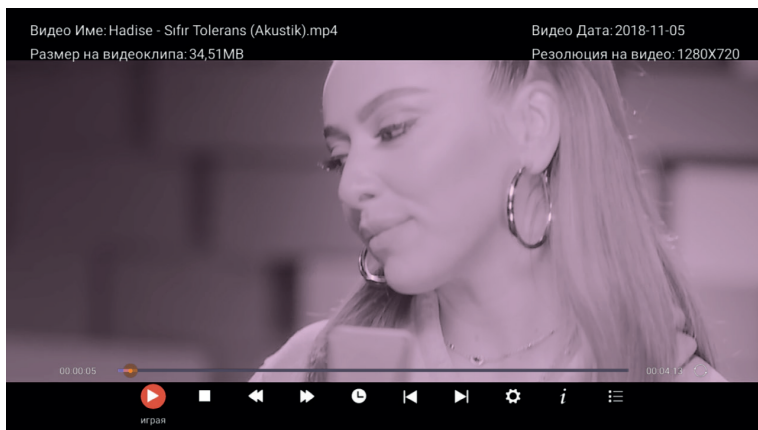 Видео Име: Hadise - Sıfır Tolerans (Akustik).mp4
Видео Дата: 2018-11-05
Размер на видеоклипа: 34,51MB
Резолюция на видео: 1280X720
00:00:05
играя